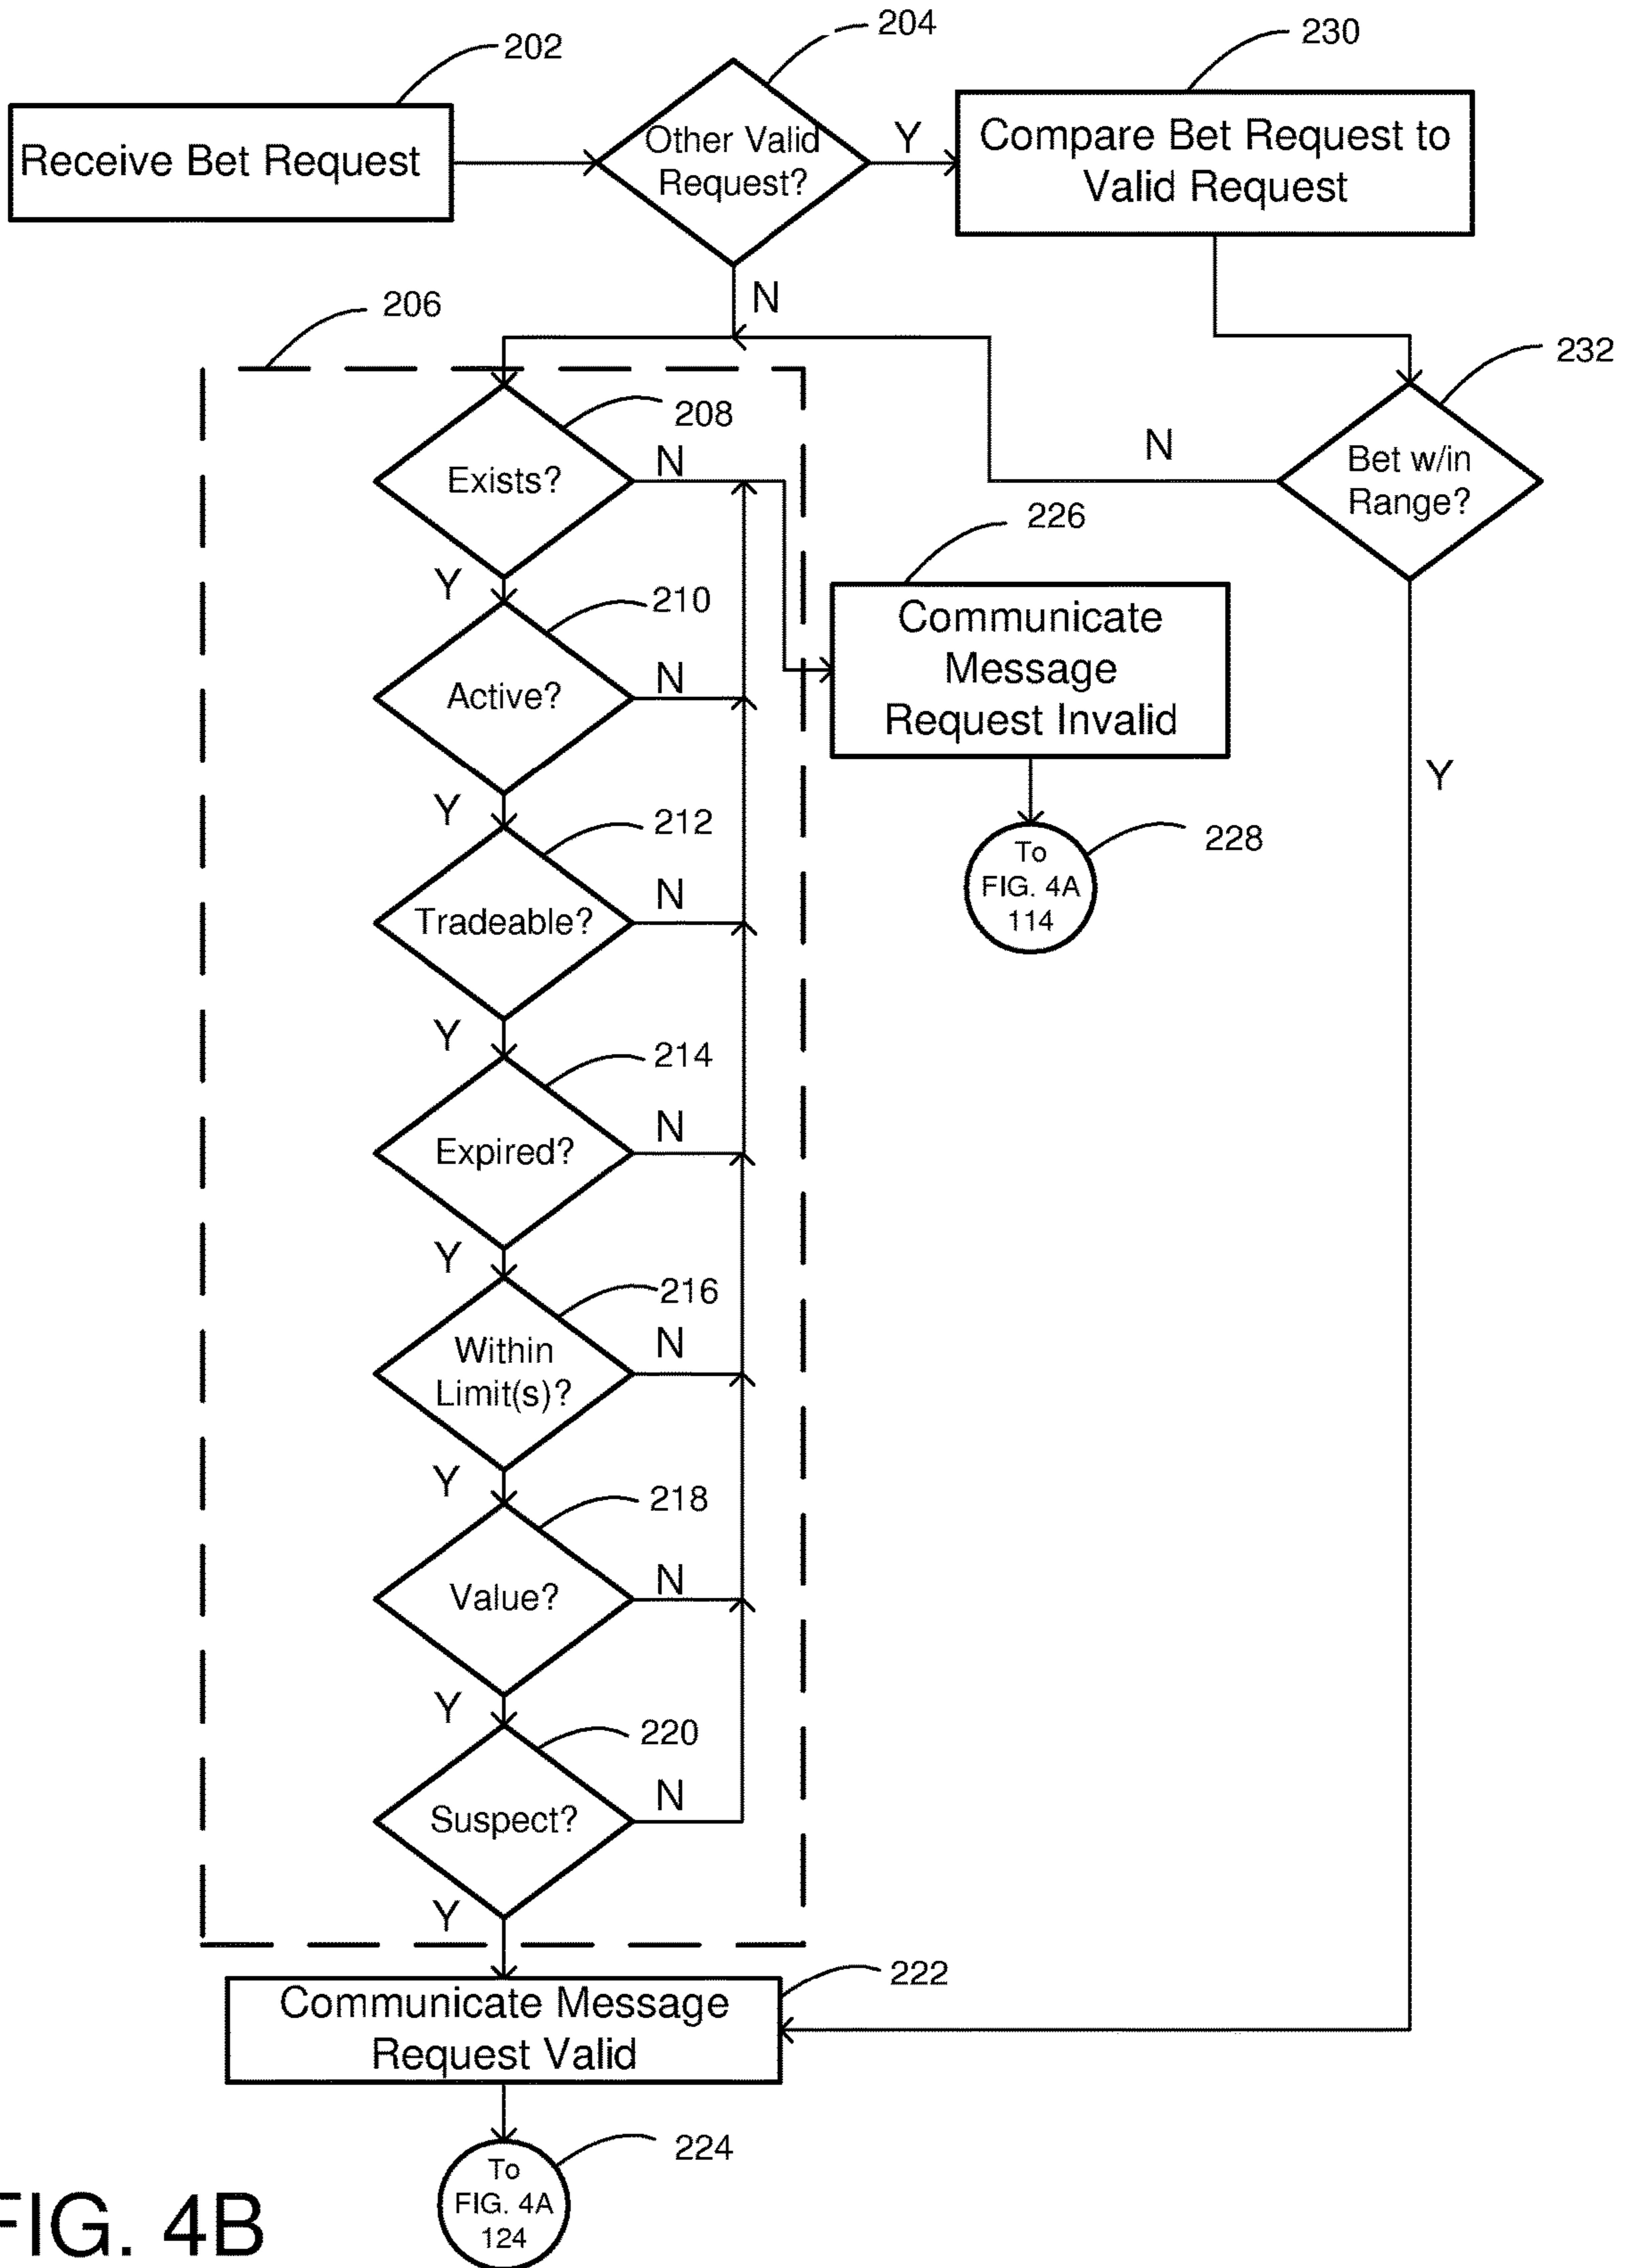 202
204
230
Receive Bet Request
Other Valid
Request?
Y
Compare Bet Request to
Valid Request
N
206
232
208
Exists?
N
N
Bet w/in
Range?
226
Y
210
Communicate
Message
Request Invalid
Active?
N
Y
Y
212
228
To
FIG. 4A
114
Tradeable?
N
Y
214
Expired?
N
Y
216
Within
Limit(s)?
N
Y
218
Value?
N
Y
220
Suspect?
N
Y
222
Communicate Message
Request Valid
224
To
FIG. 4A
124
FIG. 4B